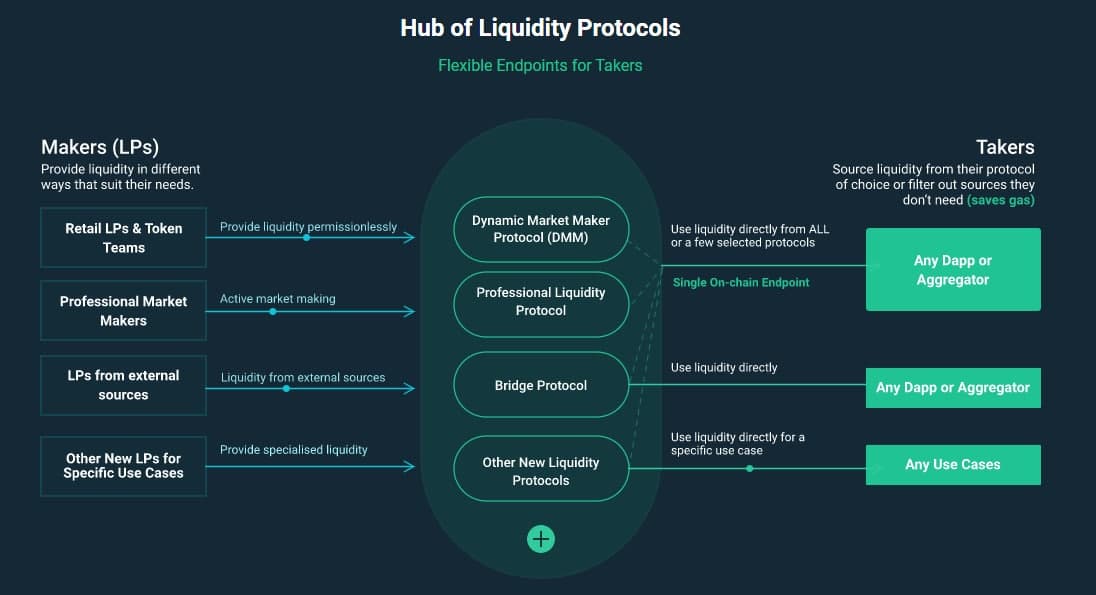 Hub of Liquidity Protocols
Flexible Endpoints for Takers
Makers (LPs)
Provide liquidity in different
ways that suit their needs.
Retail LPs & Token
Teams
Provide liquidity permissionlessly
Professional Market
Makers
Active market making
LPs from external
sources
Liquidity from external sources
Other New LPs for
Specific Use Cases
Provide specialised liquidity
Dynamic Market Maker
Protocol (DMM)
Professional Liquidity
Protocol
Bridge Protocol
Other New Liquidity
Protocols
Takers
Source liquidity from their protocol
of choice or filter out sources they
don't need (saves gas)
Use liquidity directly from ALL
or a few selected protocols
Single On-chain Endpoint
Any Dapp or
Aggregator
Use liquidity directly
Any Dapp or Aggregator
Use liquidity directly for a
specific use case
Any Use Cases